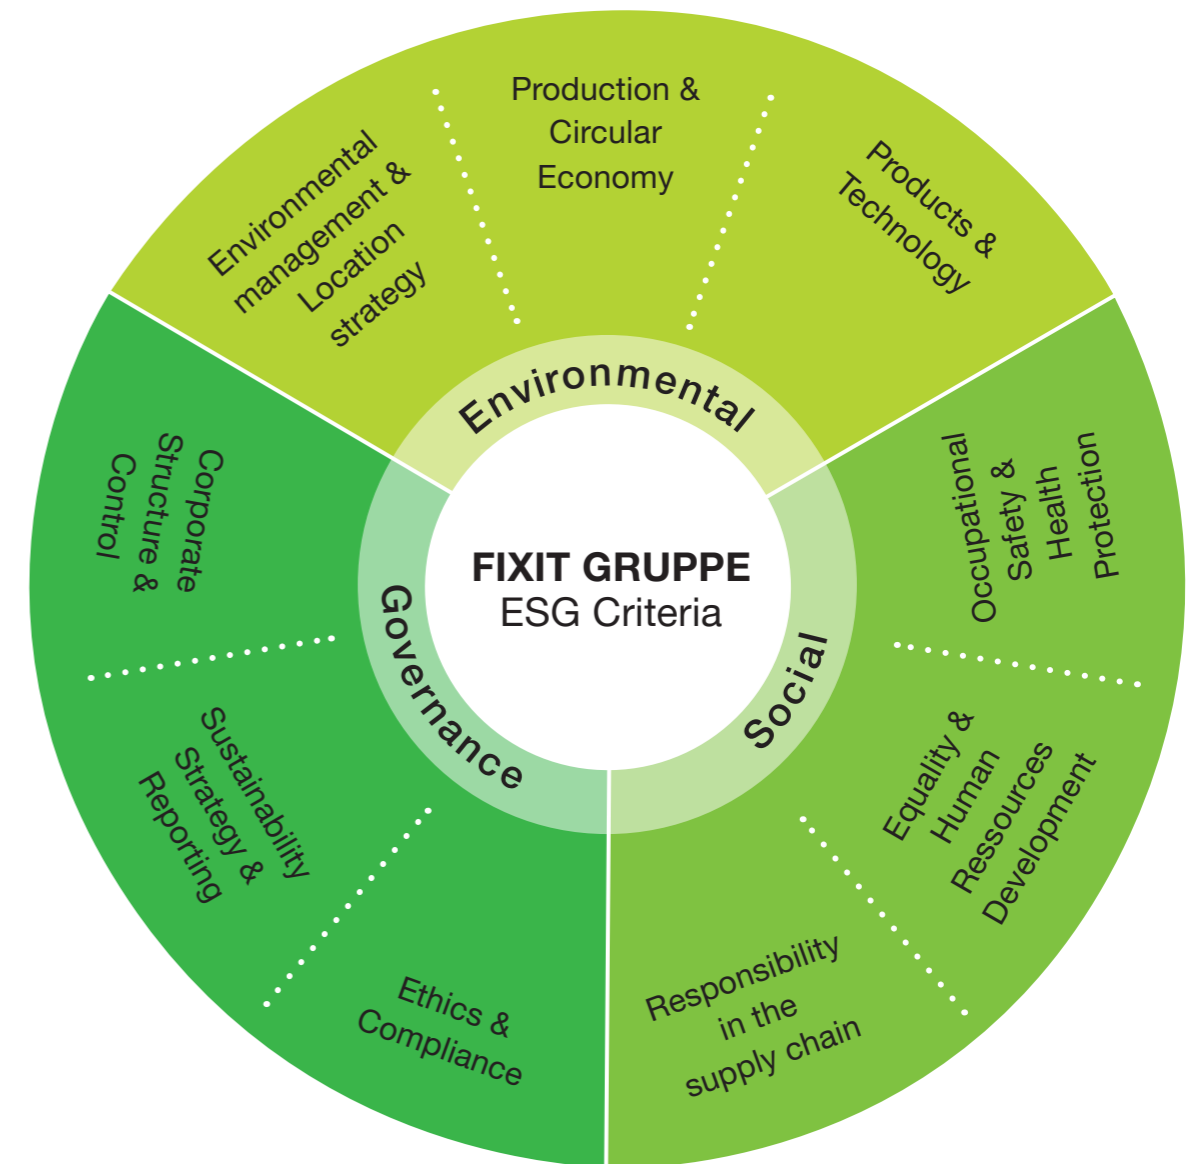 FIXIT GRUPPE
ESG Criteria
Environmental
Environmental
management &
Location
strategy
Production &
Circular
Economy
Products &
Technology
Social
Occupational
Safety &
Health
Protection
Equality &
Human
Ressources
Development
Responsibility
in the
supply chain
Governance
Ethics &
Compliance
Sustainability
Strategy &
Reporting
Corporate
Structure &
Control